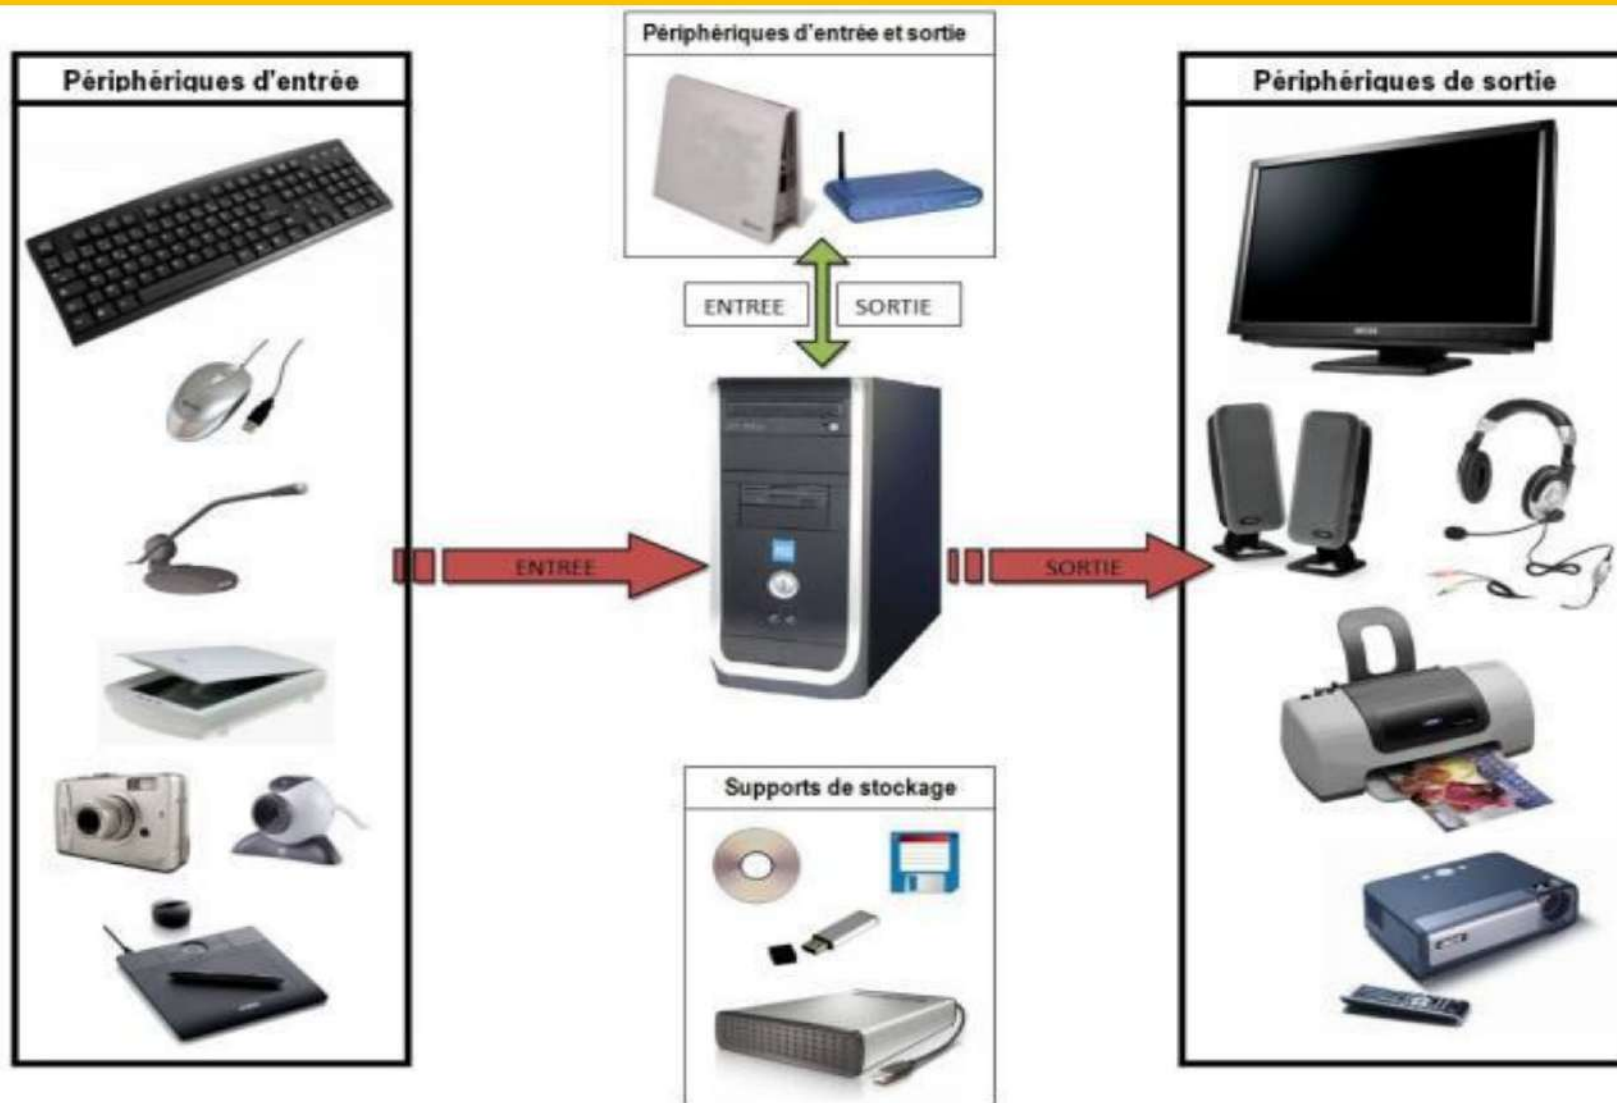 Périphériques d'entrée et sortie
Périphériques d'entrée
Périphériques de sortie
ENTREE
SORTIE
ENTREE
SORTIE
Supports de stockage